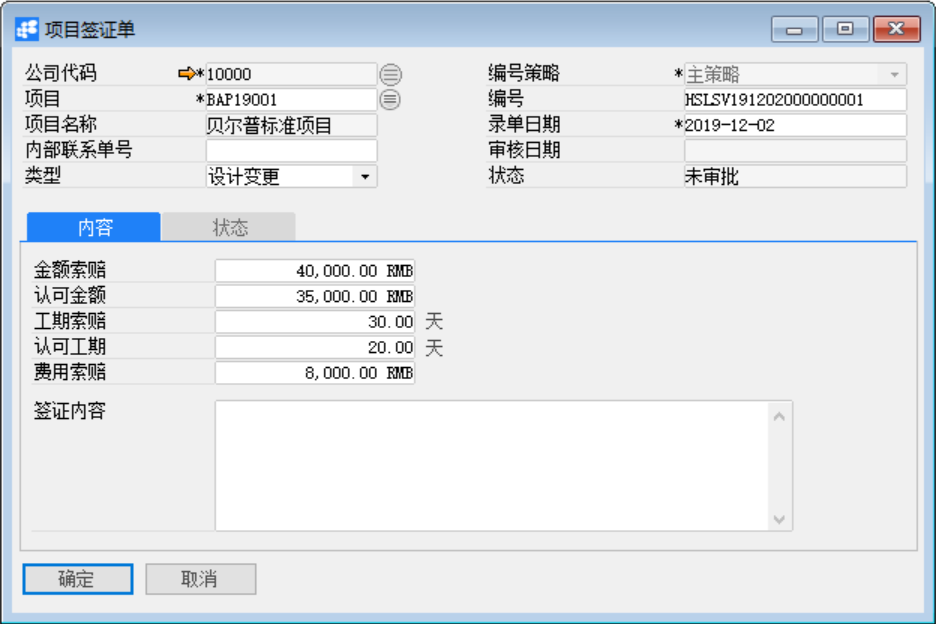 项目签证单
公司代码 *10000 编号策略 *主策略
项目 *BAP19001 编号 HSLSV191202000000001
项目名称 贝尔普标准项目 录单日期 *2019-12-02
内部联系单号 审核日期
类型 设计变更 状态 未审批
内容 状态
金额索赔 40,000.00 RMB
认可金额 35,000.00 RMB
工期索赔 30.00 天
认可工期 20.00 天
费用索赔 8,000.00 RMB
签证内容
确定 取消